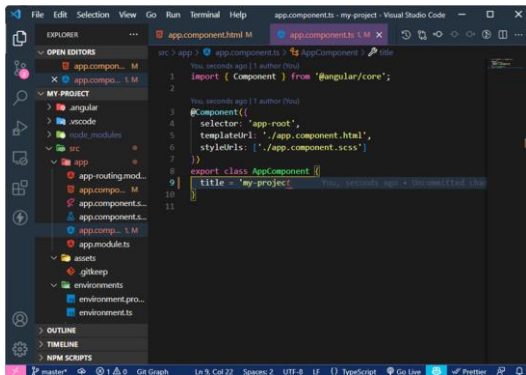 File Edit Selection View Go Run Terminal Help app.component.ts - my-project - Visual Studio Code
EXPLORER
app.component.html M
app.component.ts 1, M
OPEN EDITORS
app.compon... M
app.compo... 1, M
src > app > app.component.ts > AppComponent > title
You, seconds ago | 1 author (You)
1 import { Component } from '@angular/core';
2
You, seconds ago | 1 author (You)
3 @Component({
4 selector: 'app-root',
5 templateUrl: './app.component.html',
6 styleUrls: ['./app.component.scss']
7 })
8 export class AppComponent {
9 title = 'my-project You, seconds ago • Uncommitted cha
10 }
11
MY-PROJECT
.angular
.vscode
node_modules
src
app
app-routing.mod...
app.compo... M
app.component.s...
app.component.s...
app.comp... 1, M
app.module.ts
assets
.gitkeep
environments
environment.pro...
environment.ts
OUTLINE
TIMELINE
NPM SCRIPTS
master* 1 0 Git Graph Ln 9, Col 22 Spaces: 2 UTF-8 LF {} TypeScript Go Live Prettier